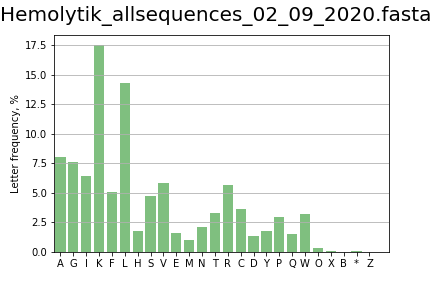 Hemolytik_allsequences_02_09_2020.fasta
Letter frequency, %
17.5
15.0
12.5
10.0
7.5
5.0
2.5
0.0
A G I K F L H S V E M N T R C D Y P Q W O X B * Z